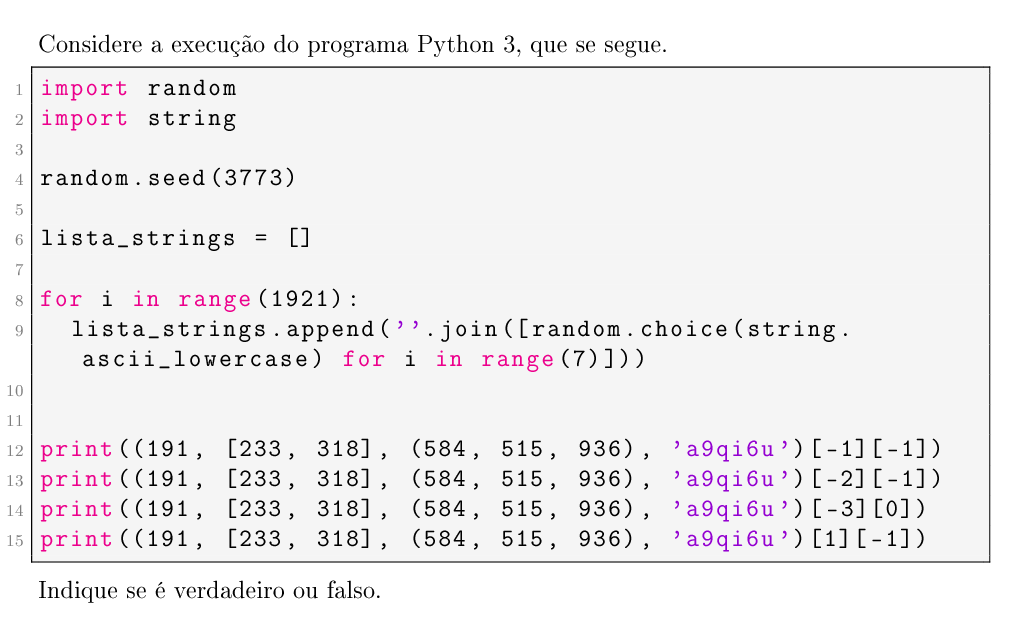 Considere a execução do programa Python 3, que se segue.
1 import random
2 import string
3
4 random.seed(3773)
5
6 lista_strings = []
7
8 for i in range(1921):
9   lista_strings.append(''.join([random.choice(string.
ascii_lowercase) for i in range(7)]))
10
11
12 print((191, [233, 318], (584, 515, 936), 'a9qi6u')[-1][-1])
13 print((191, [233, 318], (584, 515, 936), 'a9qi6u')[-2][-1])
14 print((191, [233, 318], (584, 515, 936), 'a9qi6u')[-3][0])
15 print((191, [233, 318], (584, 515, 936), 'a9qi6u')[1][-1])
Indique se é verdadeiro ou falso.